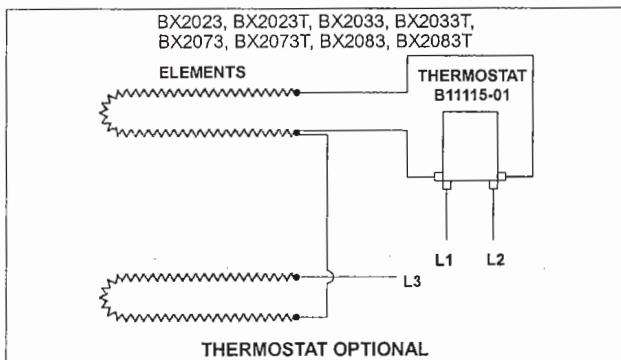 BX2023, BX2023T, BX2033, BX2033T,
BX2073, BX2073T, BX2083, BX2083T
ELEMENTS
THERMOSTAT
B11115-01
L1 L2
L3
THERMOSTAT OPTIONAL